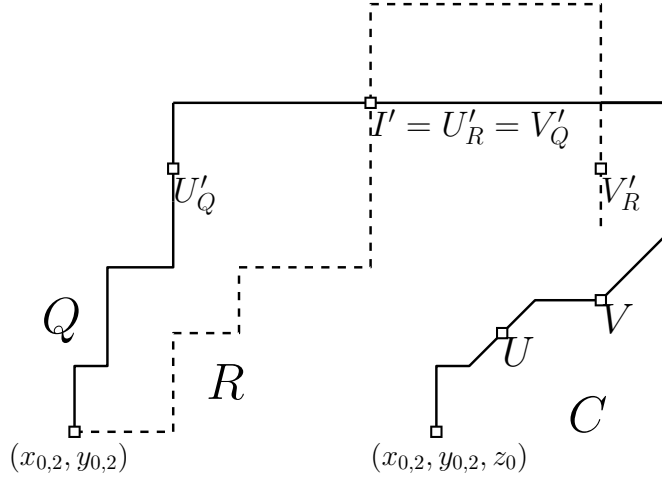 I′ = U′_R = V′_Q
U′_Q
V′_R
Q
V
U
R
C
(x_{0,2}, y_{0,2})
(x_{0,2}, y_{0,2}, z_0)